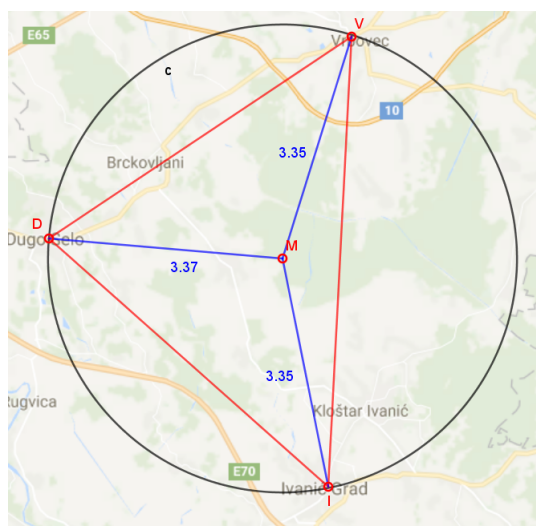 E65
V
Vrbovec
c
10
3.35
Brckovljani
D
Dugo Selo
M
3.37
3.35
Rugvica
Kloštar Ivanić
E70
Ivanić Grad
I